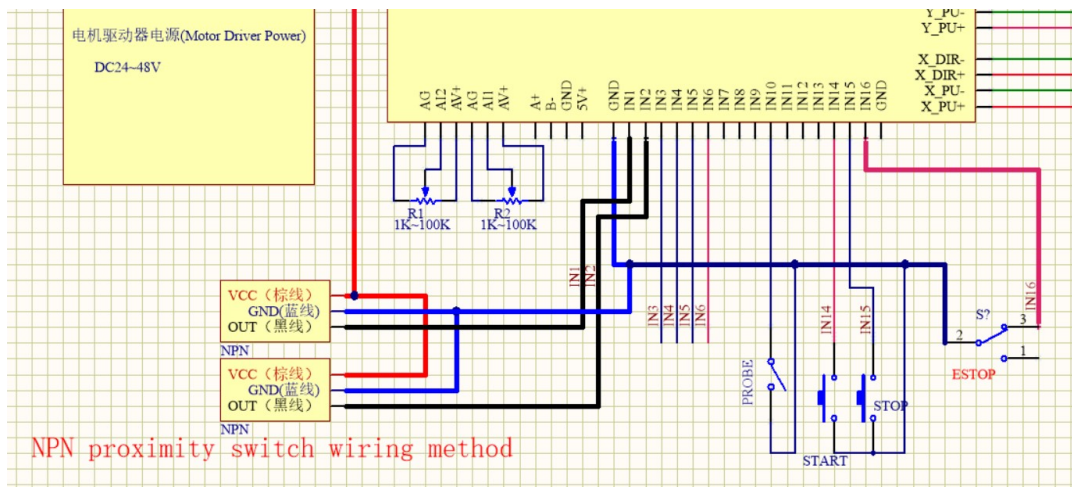 电机驱动器电源(Motor Driver Power)
DC24~48V
Y_PU-
Y_PU+
X_DIR-
X_DIR+
X_PU-
X_PU+
AG
AI2
AV+
AG
AI1
AV+
A+
B-
GND
5V+
GND
IN1
IN2
IN3
IN4
IN5
IN6
IN7
IN8
IN9
IN10
IN11
IN12
IN13
IN14
IN15
IN16
GND
R1
1K~100K
R2
1K~100K
IN1
IN2
IN3
IN4
IN5
IN6
IN14
IN15
IN16
VCC（棕线）
GND(蓝线)
OUT（黑线）
NPN
VCC（棕线）
GND(蓝线)
OUT（黑线）
NPN
PROBE
START
STOP
S?
3
2
1
ESTOP
NPN proximity switch wiring method